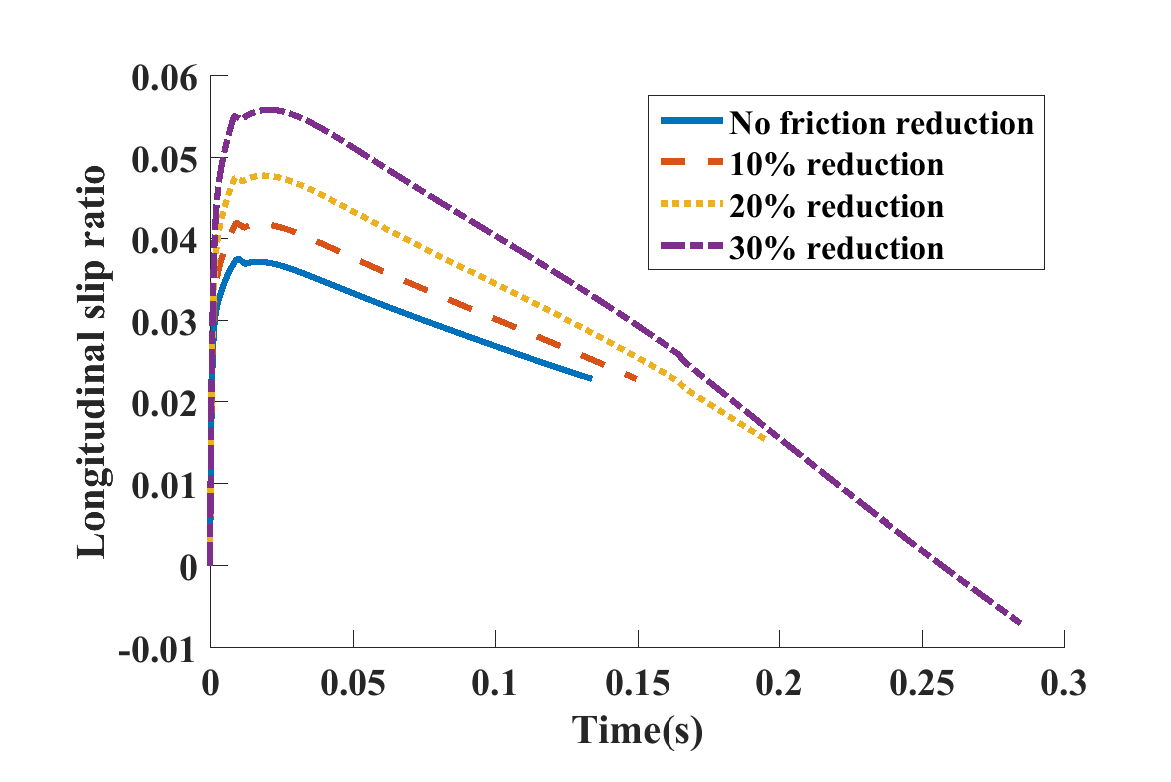 0.06
0.05
0.04
0.03
0.02
0.01
0
-0.01
Longitudinal slip ratio
No friction reduction
10% reduction
20% reduction
30% reduction
0 0.05 0.1 0.15 0.2 0.25 0.3
Time(s)